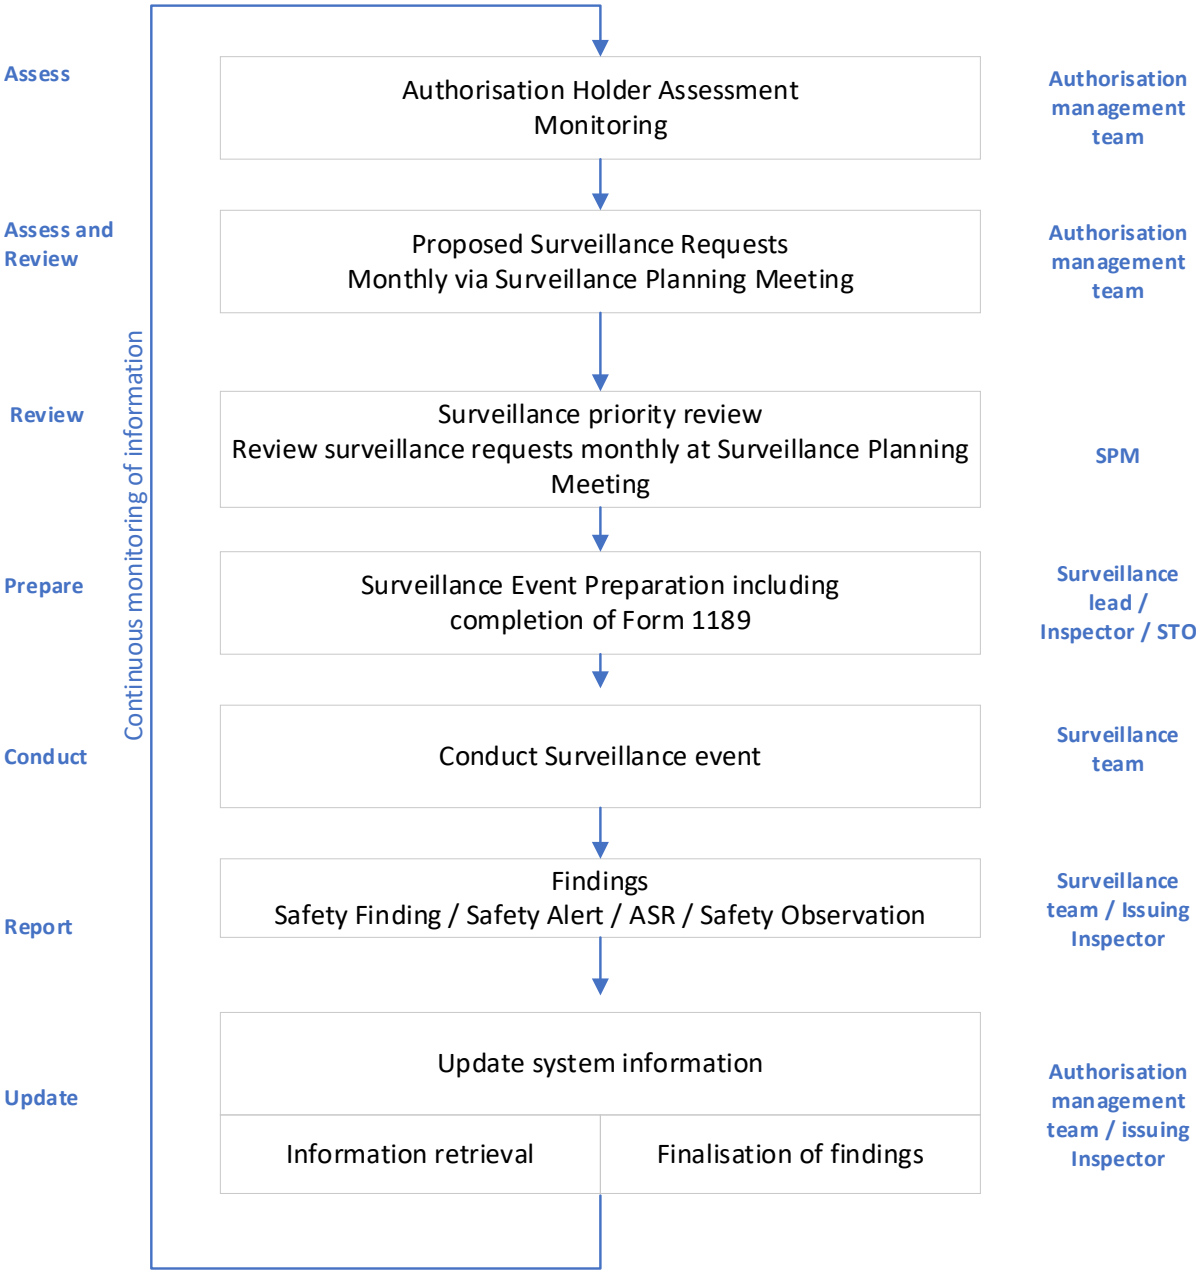 Assess
Authorisation Holder Assessment
Monitoring
Authorisation
management
team
Assess and
Review
Proposed Surveillance Requests
Monthly via Surveillance Planning Meeting
Authorisation
management
team
Continuous monitoring of information
Review
Surveillance priority review
Review surveillance requests monthly at Surveillance Planning
Meeting
SPM
Prepare
Surveillance Event Preparation including
completion of Form 1189
Surveillance
lead /
Inspector / STO
Conduct
Conduct Surveillance event
Surveillance
team
Report
Findings
Safety Finding / Safety Alert / ASR / Safety Observation
Surveillance
team / Issuing
Inspector
Update
Update system information
Information retrieval
Finalisation of findings
Authorisation
management
team / issuing
Inspector